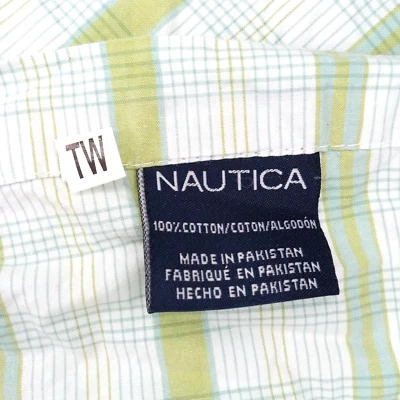 TW
NAUTICA
100% COTTON/COTON/ALGODÓN
MADE IN PAKISTAN
FABRIQUÉ EN PAKISTAN
HECHO EN PAKISTAN